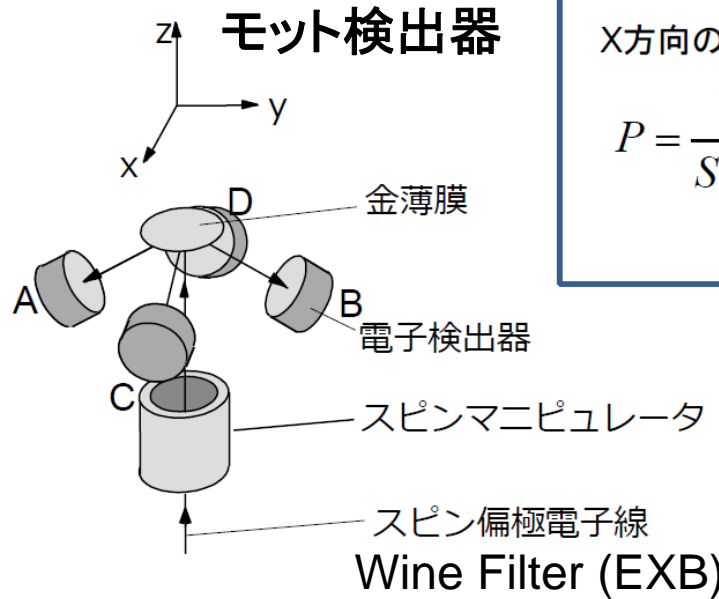 モット検出器
X方向の
P =
S
z
y
x
D
金薄膜
A
B
電子検出器
C
スピンマニピュレータ
スピン偏極電子線
Wine Filter (EXB)